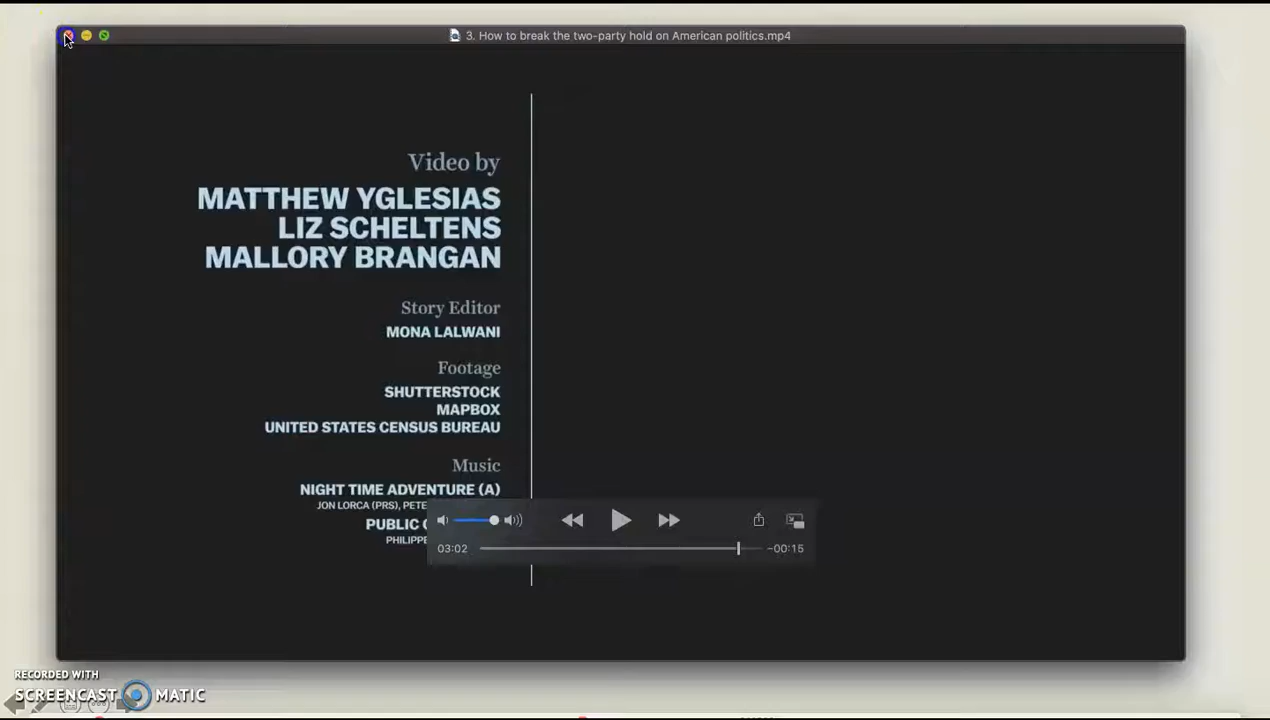 3. How to break the two-party hold on American politics.mp4
Video by
MATTHEW YGLESIAS
LIZ SCHELTENS
MALLORY BRANGAN
Story Editor
MONA LALWANI
Footage
SHUTTERSTOCK
MAPBOX
UNITED STATES CENSUS BUREAU
Music
NIGHT TIME ADVENTURE (A)
JON LORCA (PRS), PETE
PUBLIC
PHILIPPE
03:02
-00:15
RECORDED WITH
SCREENCAST MATIC